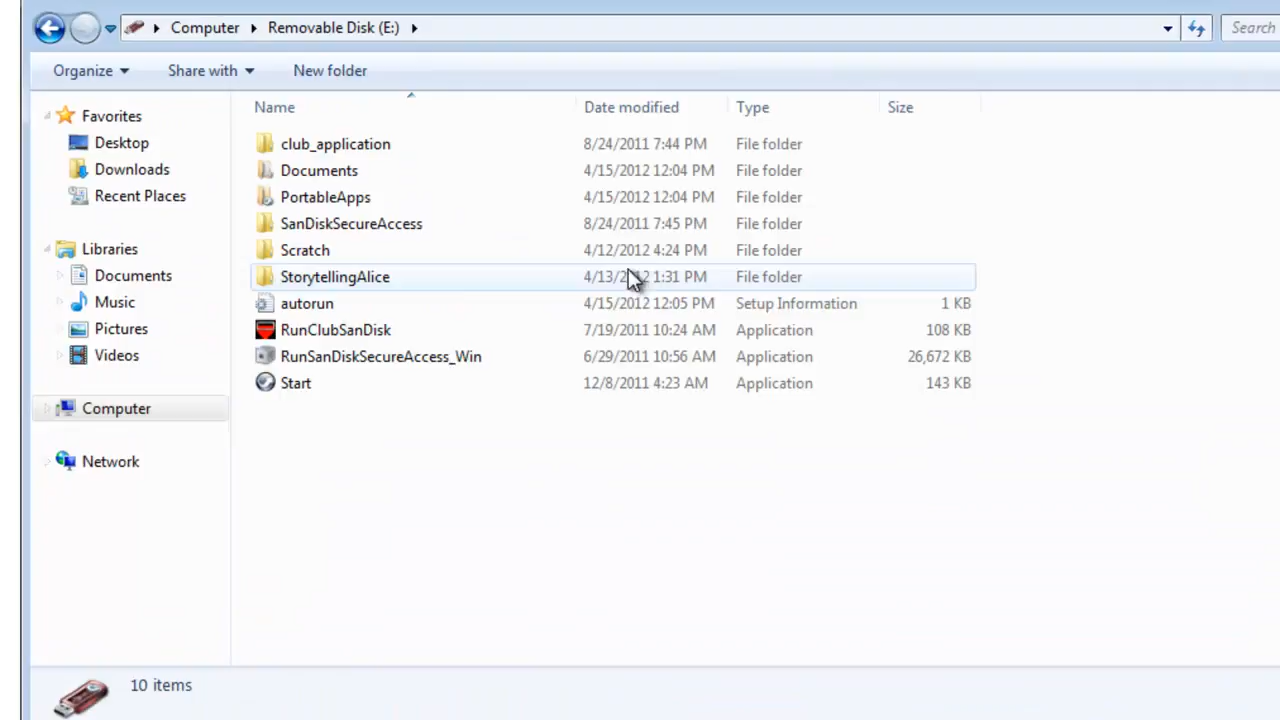 Computer Removable Disk (E:) Search
Organize Share with New folder
Name Date modified Type Size
Favorites
Desktop
Downloads
Recent Places
Libraries
Documents
Music
Pictures
Videos
Computer
Network
club_application 8/24/2011 7:44 PM File folder
Documents 4/15/2012 12:04 PM File folder
PortableApps 4/15/2012 12:04 PM File folder
SanDiskSecureAccess 8/24/2011 7:45 PM File folder
Scratch 4/12/2012 4:24 PM File folder
StorytellingAlice 4/13/2012 1:31 PM File folder
autorun 4/15/2012 12:05 PM Setup Information 1 KB
RunClubSanDisk 7/19/2011 10:24 AM Application 108 KB
RunSanDiskSecureAccess_Win 6/29/2011 10:56 AM Application 26,672 KB
Start 12/8/2011 4:23 AM Application 143 KB
10 items